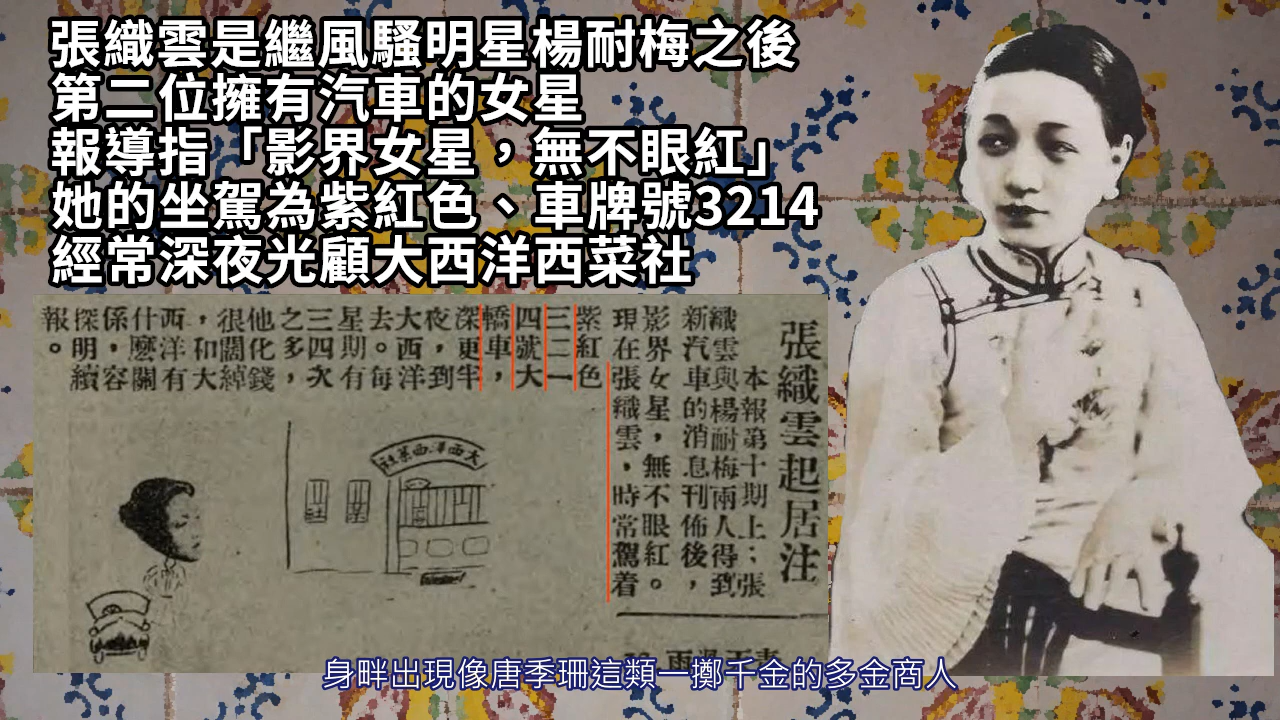 張織雲是繼風騷明星楊耐梅之後
第二位擁有汽車的女星
報導指「影界女星，無不眼紅」
她的坐駕為紫紅色、車牌號3214
經常深夜光顧大西洋西菜社
張織雲起居注
本報第十期上：張
織雲與楊耐梅兩人得到
新汽車的消息刊佈後，
影界女星，無不眼紅。
現在張織雲，時常駕着
紫紅色
三二一
四號大
轎車，
深更半
夜，到
大西洋
去。每
星期有
三四次
之多，
他化錢
很闊綽
，和大
西洋有
什麼關
係，容
探明續
報。
大西洋西菜社
身畔出現像唐季珊這類一擲千金的多金商人